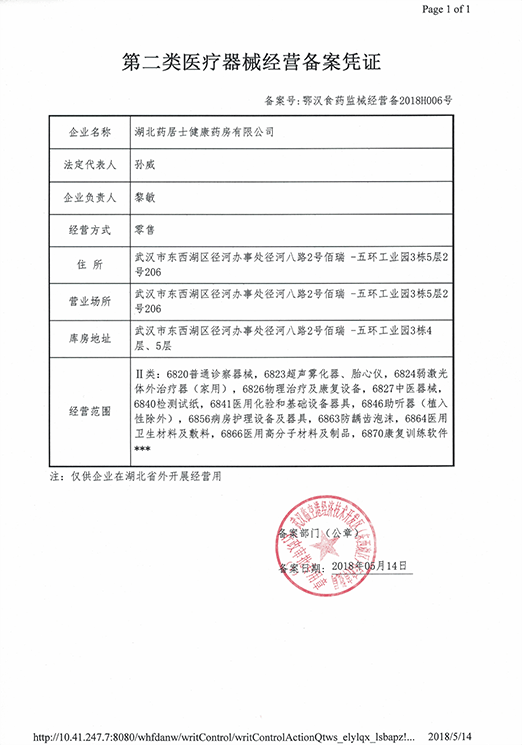 Page 1 of 1
第二类医疗器械经营备案凭证
备案号:鄂汉食药监械经营备2018H006号
企业名称 湖北药居士健康药房有限公司
法定代表人 孙威
企业负责人 黎敏
经营方式 零售
住 所 武汉市东西湖区径河办事处径河八路2号佰瑞 -五环工业园3栋5层2
号206
营业场所 武汉市东西湖区径河办事处径河八路2号佰瑞 -五环工业园3栋5层2
号206
库房地址 武汉市东西湖区径河办事处径河八路2号佰瑞 -五环工业园3栋4
层、5层
经营范围 Ⅱ类:6820普通诊察器械,6823超声雾化器、胎心仪,6824弱激光
体外治疗器(家用),6826物理治疗及康复设备,6827中医器械,
6840检测试纸,6841医用化验和基础设备器具,6846助听器(植入
性除外),6856病房护理设备及器具,6863防龋齿泡沫,6864医用
卫生材料及敷料,6866医用高分子材料及制品,6870康复训练软件
***
注:仅供企业在湖北省外开展经营用
备案部门(公章)
备案日期:2018年05月14日
http://10.41.247.7:8080/whfdanw/writControl/writControlActionQtws_elylqx_lsbapz!... 2018/5/14